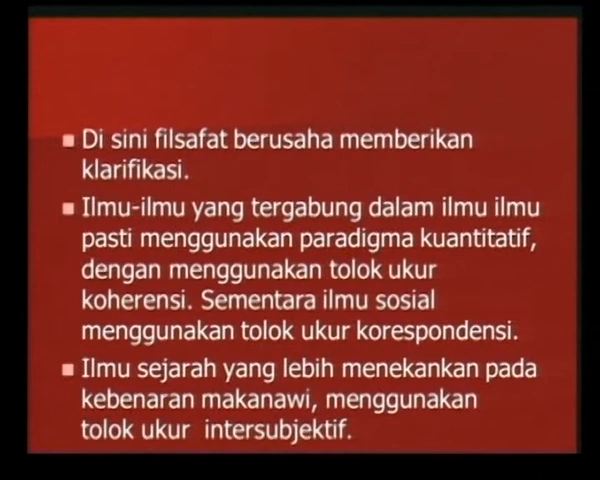 Di sini filsafat berusaha memberikan
klarifikasi.
Ilmu-ilmu yang tergabung dalam ilmu ilmu
pasti menggunakan paradigma kuantitatif,
dengan menggunakan tolok ukur
koherensi. Sementara ilmu sosial
menggunakan tolok ukur korespondensi.
Ilmu sejarah yang lebih menekankan pada
kebenaran makanawi, menggunakan
tolok ukur intersubjektif.